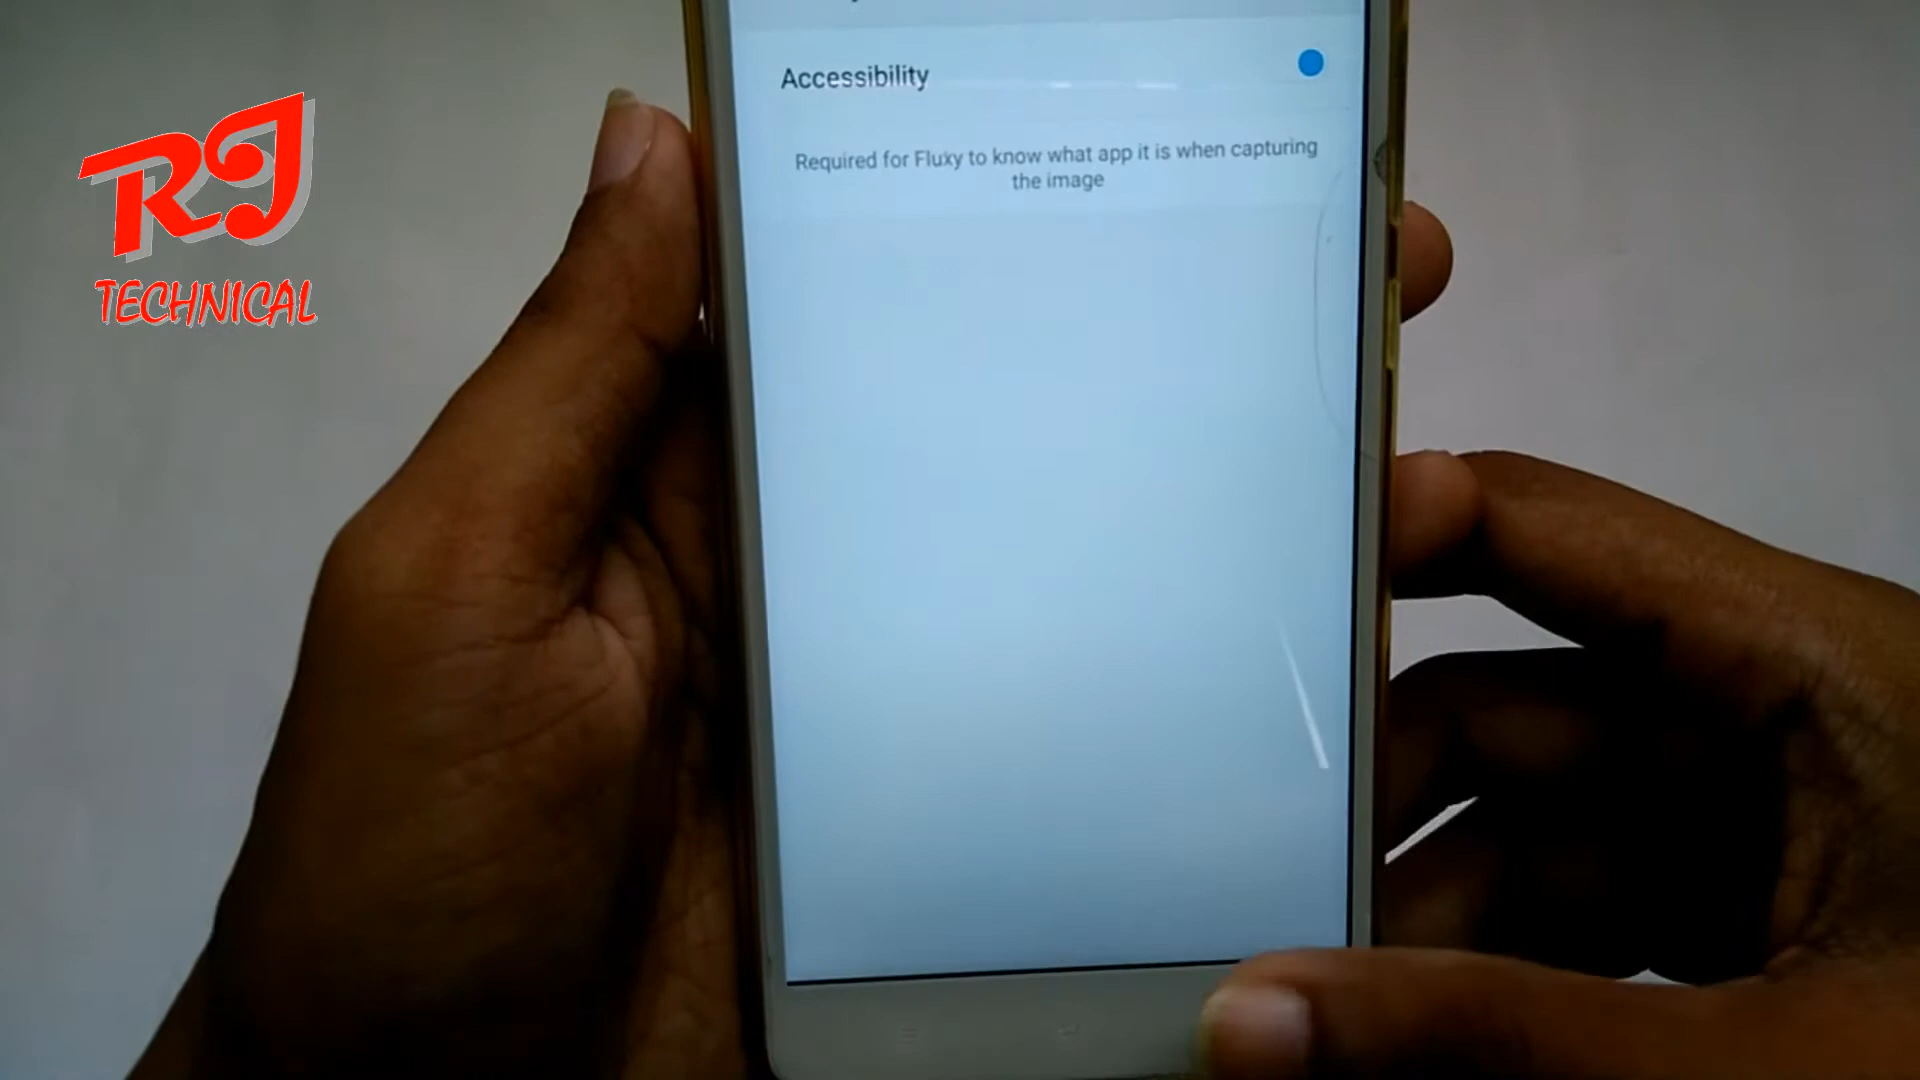 Accessibility
Required for Fluxy to know what app it is when capturing
the image
RJ
TECHNICAL